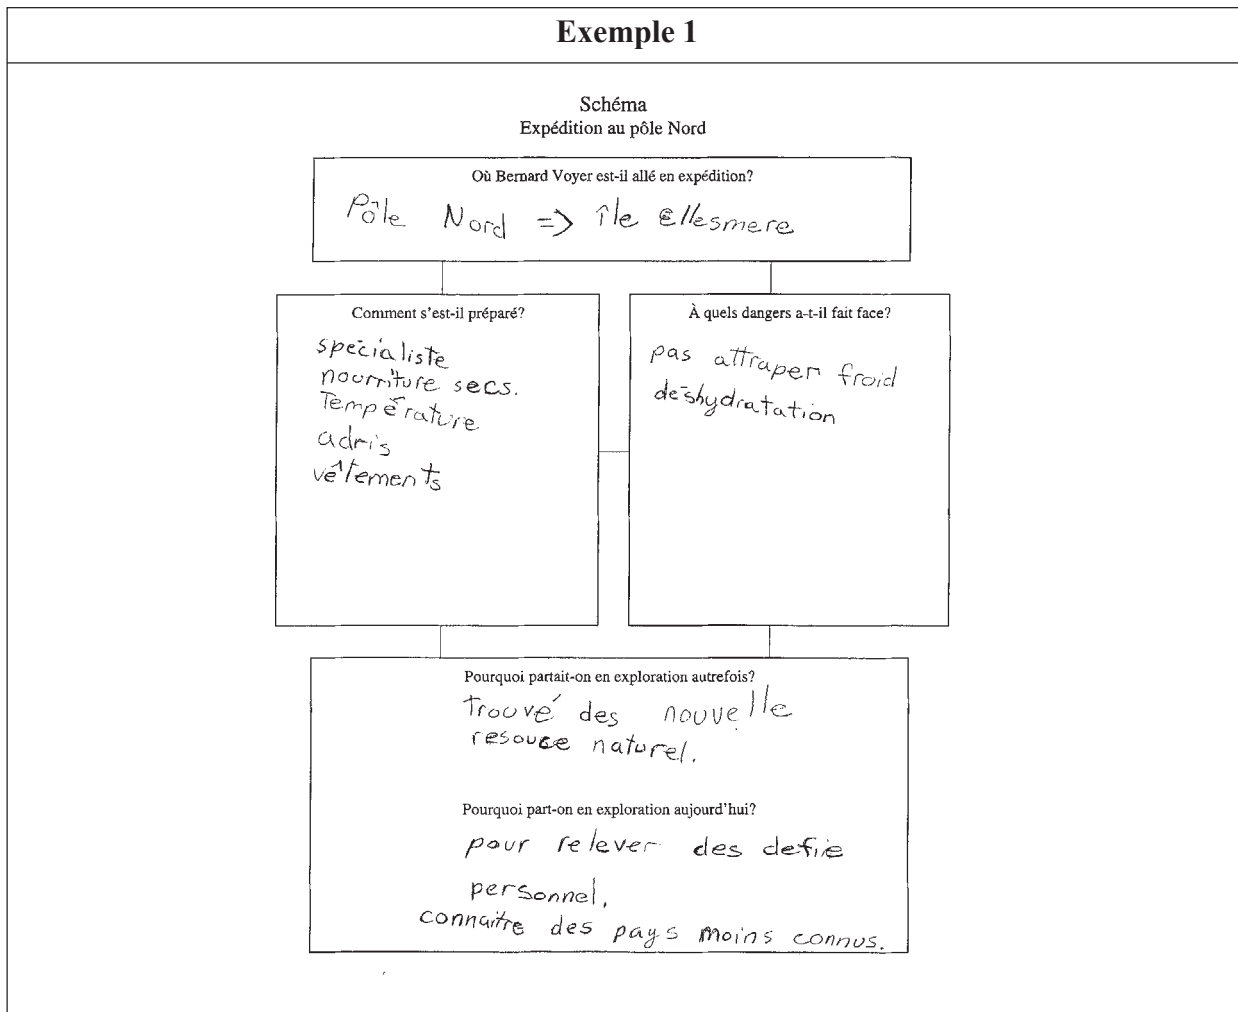 Exemple 1
Schéma
Expédition au pôle Nord
Où Bernard Voyer est-il allé en expédition?
Pôle Nord => île Ellesmere
Comment s'est-il préparé?
spécialiste
nourriture secs.
Température
adris
vêtements
À quels dangers a-t-il fait face?
pas attraper froid
déshydratation
Pourquoi partait-on en exploration autrefois?
trouvé des nouvelle
resouce naturel.
Pourquoi part-on en exploration aujourd'hui?
pour relever des defie
personnel.
connaitre des pays moins connus.